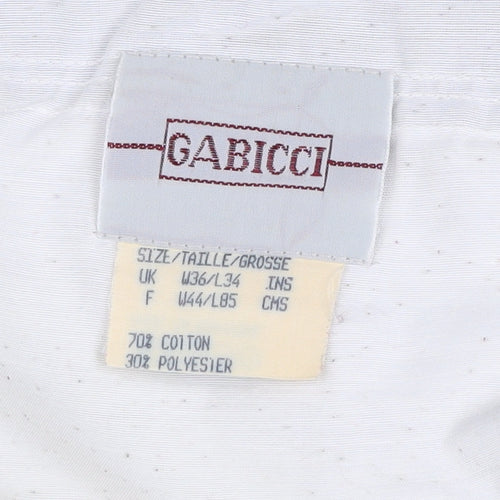 GABICCI
SIZE/TAILLE/GROSSE
UK W36/L34 INS
F W44/L85 CMS
70% COTTON
30% POLYESTER